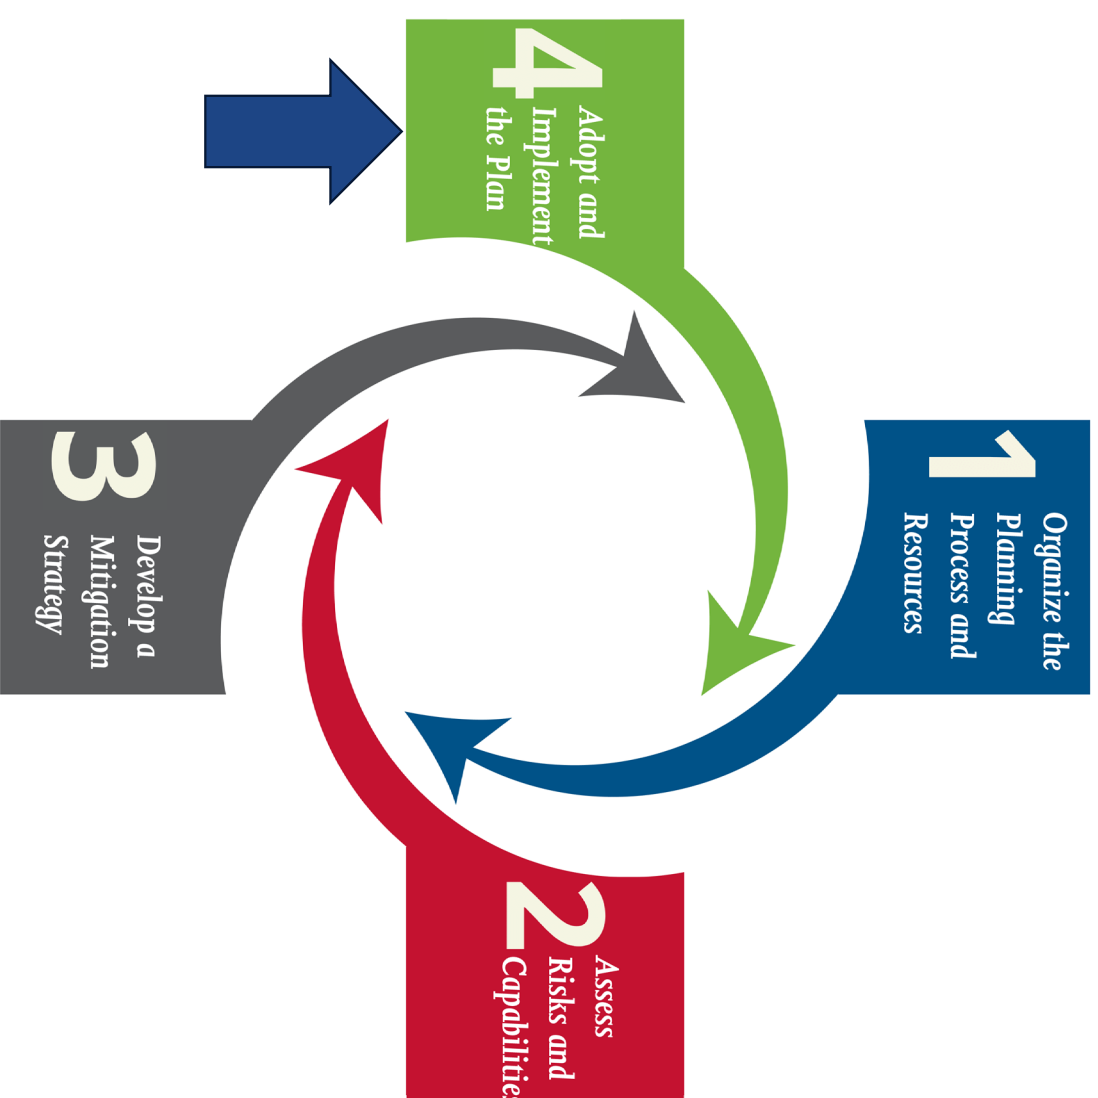 1
Organize the
Planning
Process and
Resources
2
Assess
Risks and
Capabilities
3
Develop a
Mitigation
Strategy
4
Adopt and
Implement
the Plan